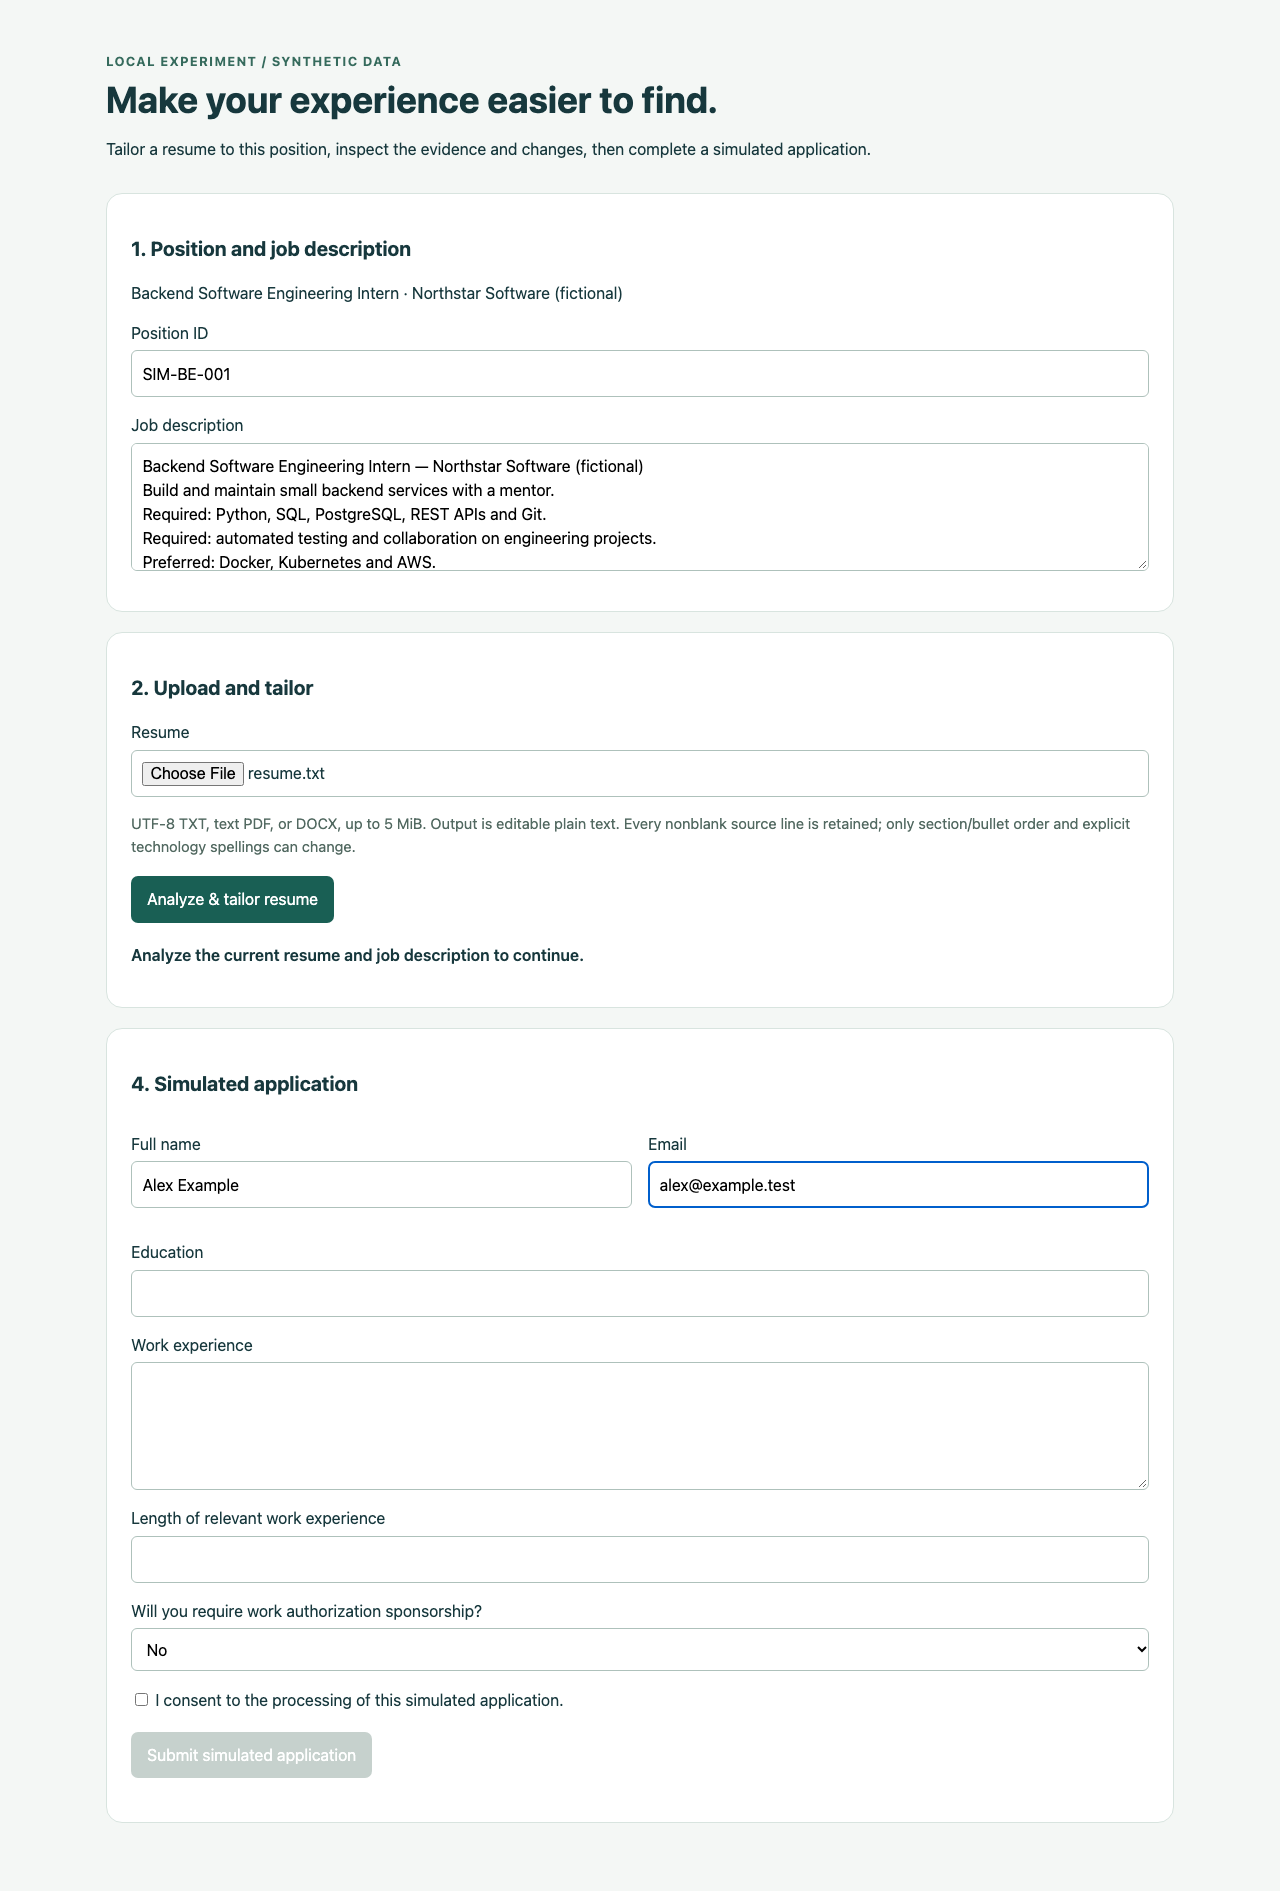 LOCAL EXPERIMENT / SYNTHETIC DATA
Make your experience easier to find.
Tailor a resume to this position, inspect the evidence and changes, then complete a simulated application.
1. Position and job description
Backend Software Engineering Intern · Northstar Software (fictional)
Position ID
SIM-BE-001
Job description
Backend Software Engineering Intern — Northstar Software (fictional)
Build and maintain small backend services with a mentor.
Required: Python, SQL, PostgreSQL, REST APIs and Git.
Required: automated testing and collaboration on engineering projects.
Preferred: Docker, Kubernetes and AWS.
2. Upload and tailor
Resume
Choose File resume.txt
UTF-8 TXT, text PDF, or DOCX, up to 5 MiB. Output is editable plain text. Every nonblank source line is retained; only section/bullet order and explicit
technology spellings can change.
Analyze & tailor resume
Analyze the current resume and job description to continue.
4. Simulated application
Full name
Alex Example
Email
alex@example.test
Education
Work experience
Length of relevant work experience
Will you require work authorization sponsorship?
No
I consent to the processing of this simulated application.
Submit simulated application